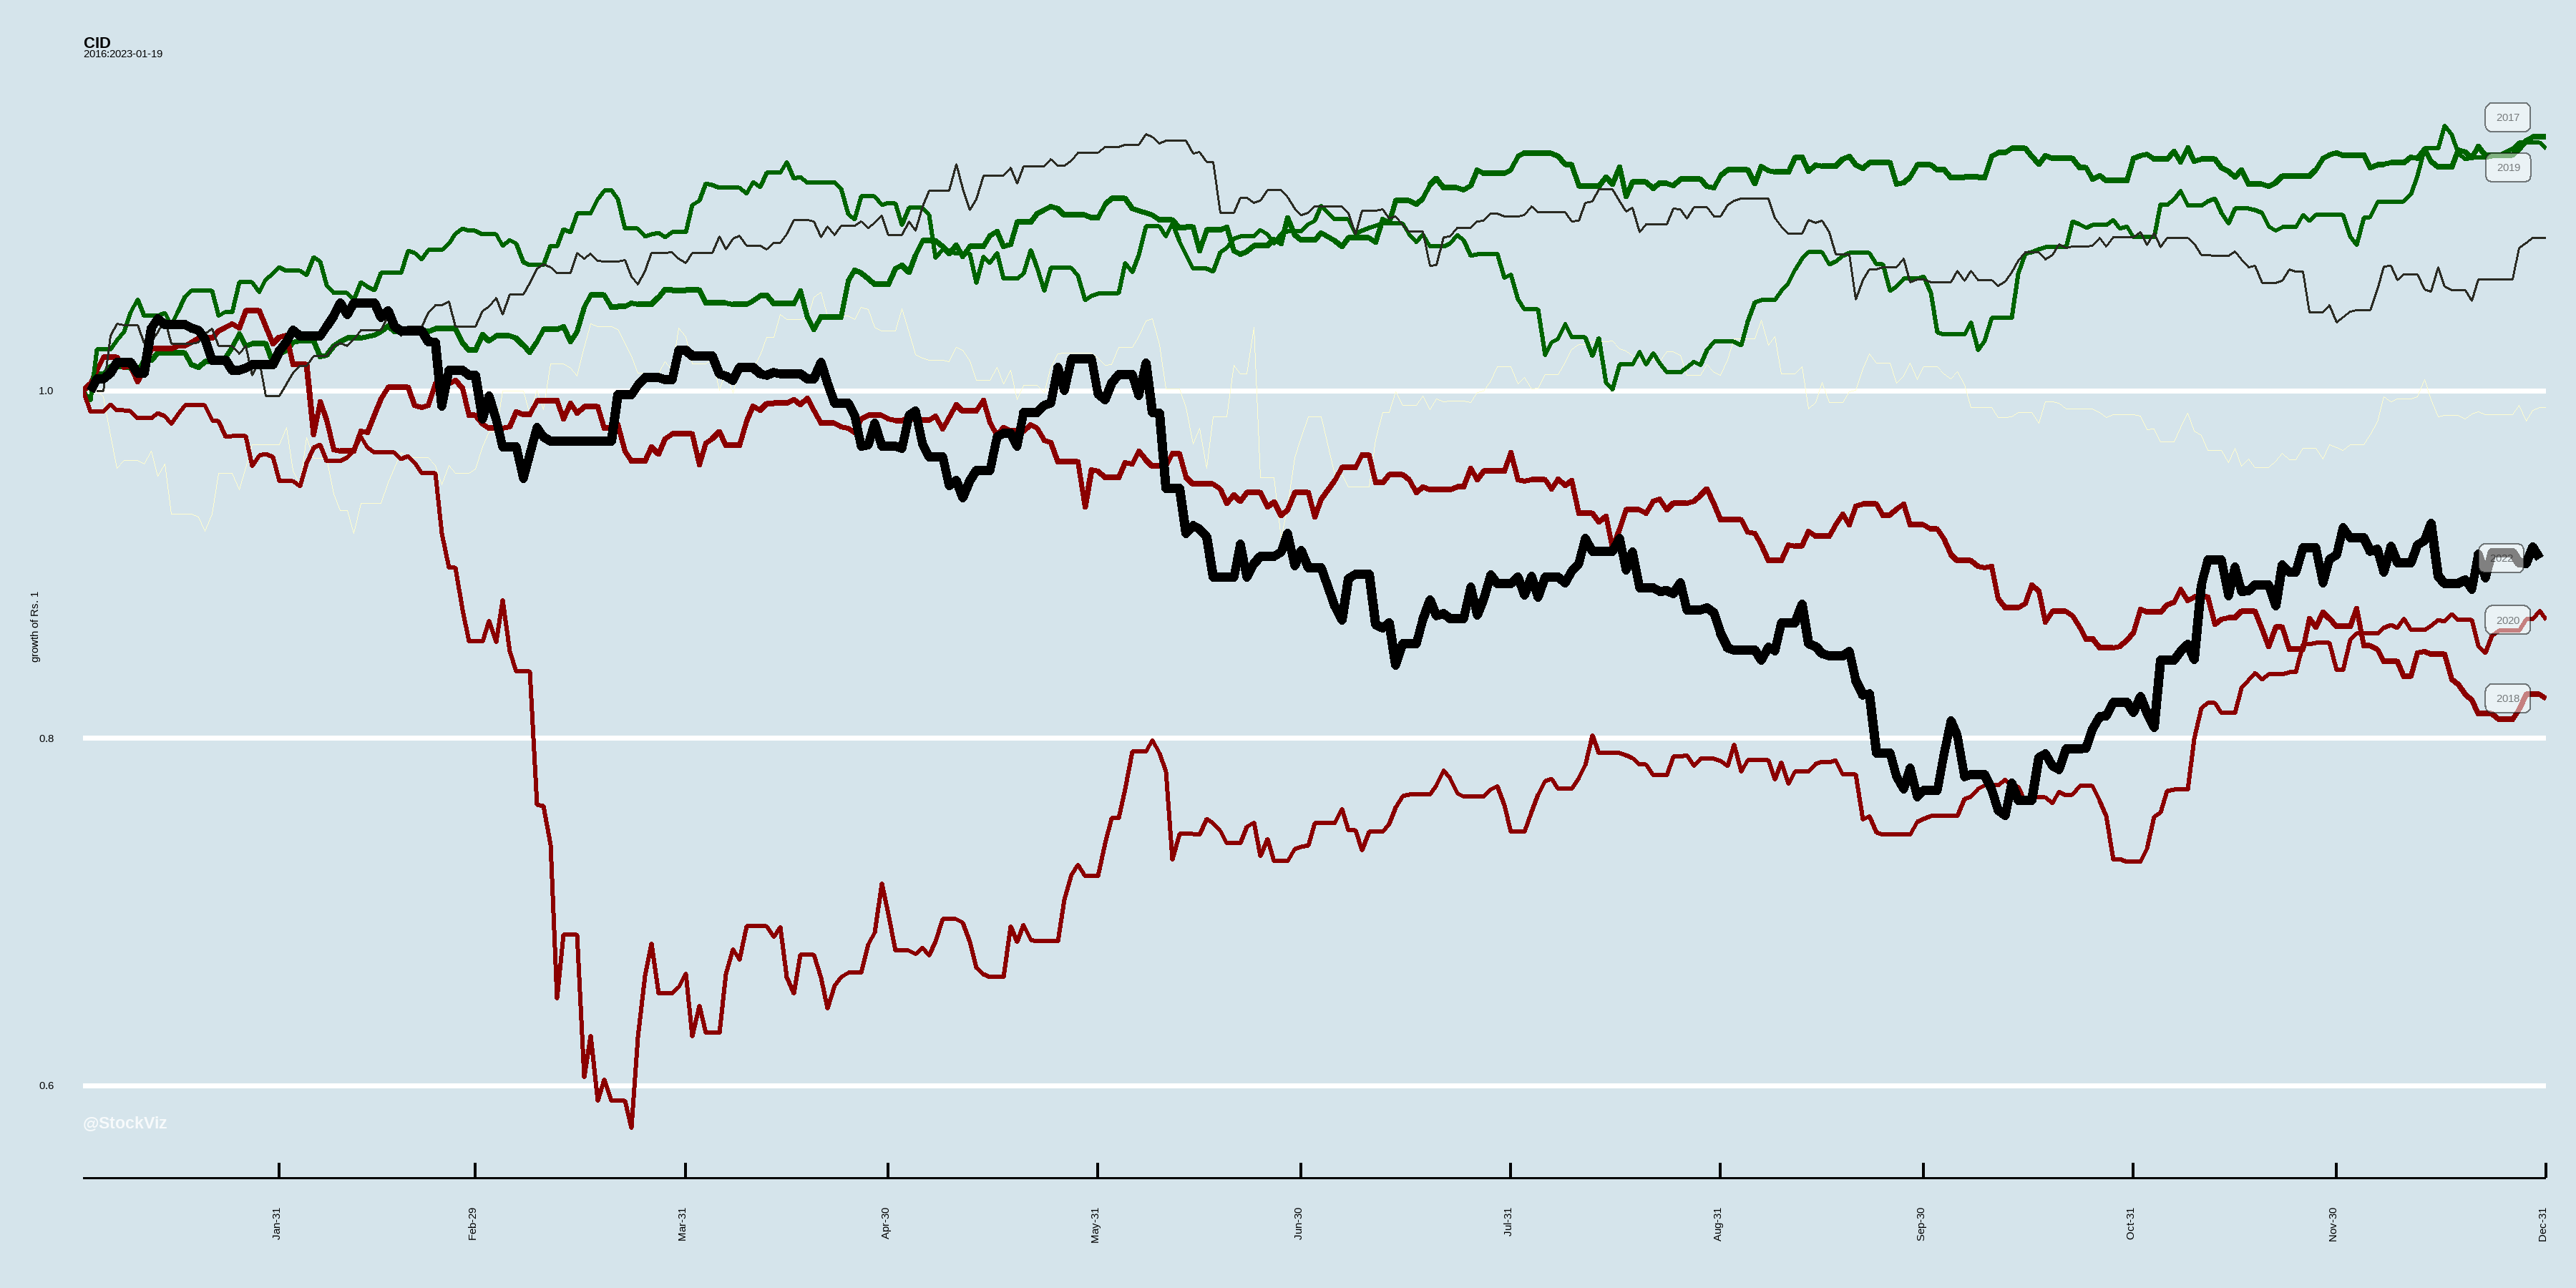 CID
2016:2023-01-19
2017
2019
1.0
2022
growth of Rs. 1
2020
2018
0.8
0.6
@StockViz
Jan-31
Feb-29
Mar-31
Apr-30
May-31
Jun-30
Jul-31
Aug-31
Sep-30
Oct-31
Nov-30
Dec-31